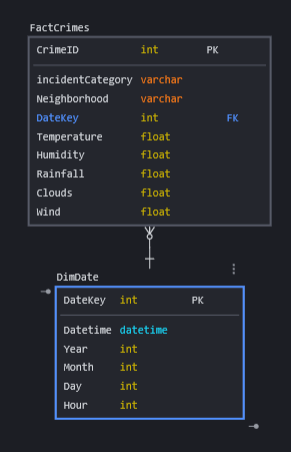 FactCrimes
CrimeID int PK
incidentCategory varchar
Neighborhood varchar
DateKey int FK
Temperature float
Humidity float
Rainfall float
Clouds float
Wind float
DimDate
DateKey int PK
Datetime datetime
Year int
Month int
Day int
Hour int